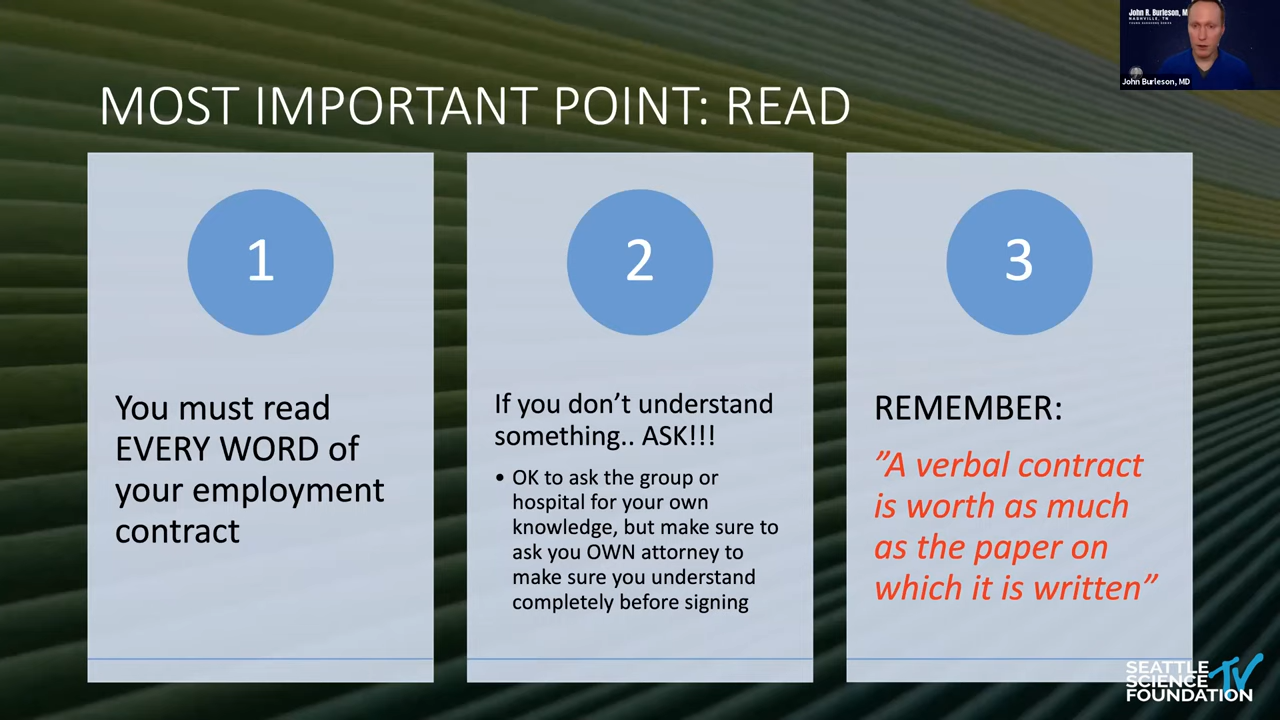 John R. Burleson, M
NASHVILLE, TN
John Burleson, MD
MOST IMPORTANT POINT: READ
1
You must read
EVERY WORD of
your employment
contract
2
If you don’t understand
something.. ASK!!!
• OK to ask the group or
hospital for your own
knowledge, but make sure to
ask you OWN attorney to
make sure you understand
completely before signing
3
REMEMBER:
”A verbal contract
is worth as much
as the paper on
which it is written”
SEATTLE
SCIENCE
FOUNDATION
TV